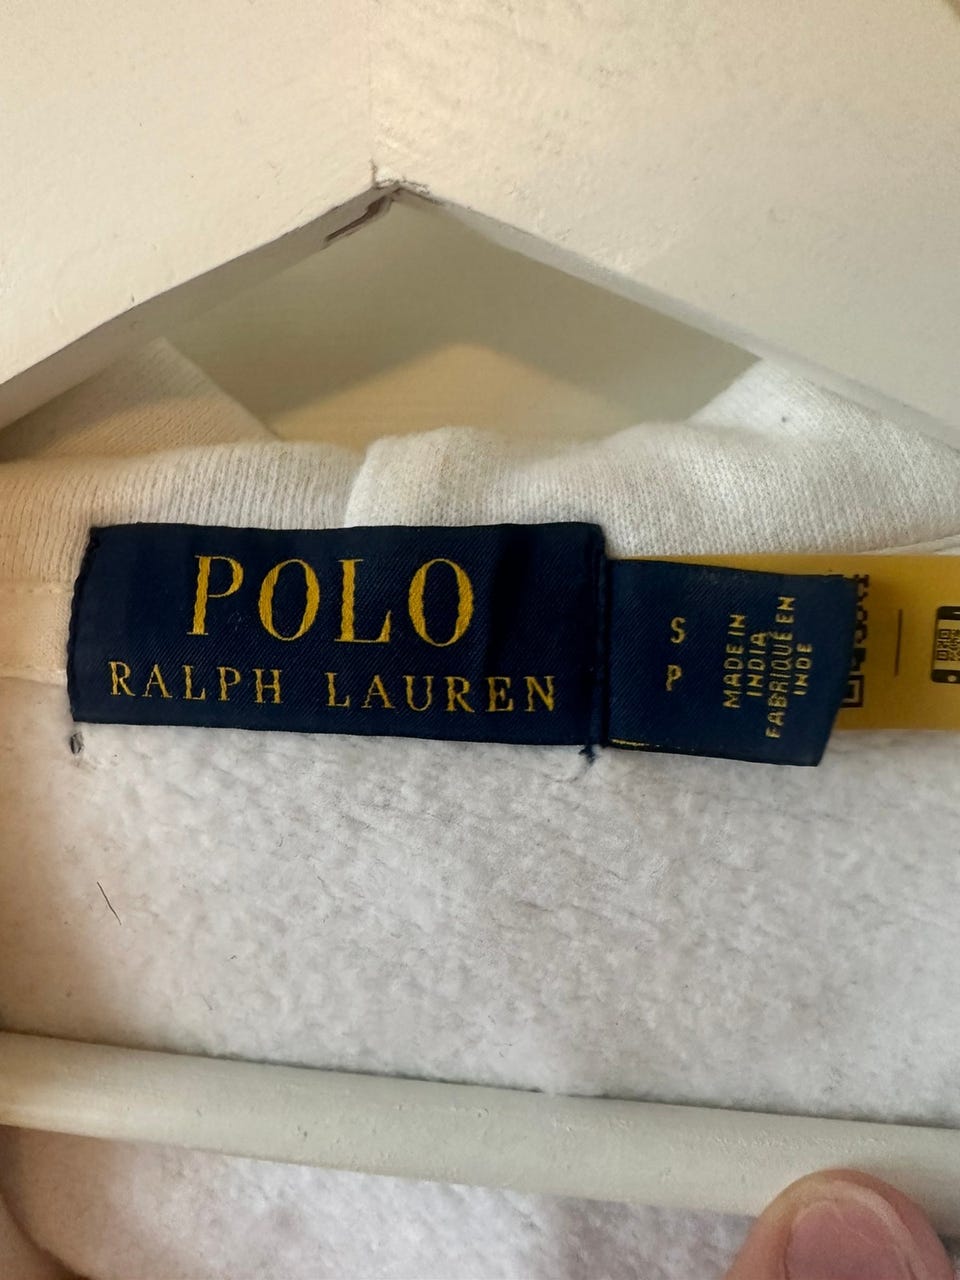 POLO
RALPH LAUREN
S
P
MADE IN
INDIA
FABRIQUÉ EN
INDE